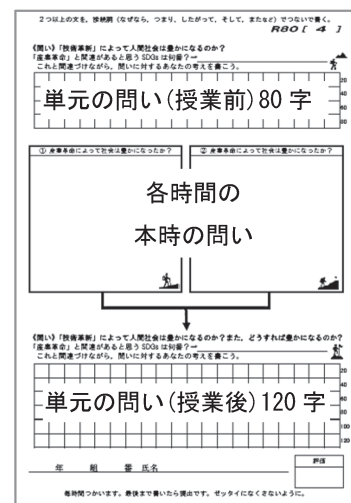 2つ以上の文を、接続詞（なぜなら、つまり、したがって、そして、またなど）でつないで書く。
R80［ 4 ］
《問い》「技術革新」によって人間社会は豊かになるのか？
「産業革命」と関連があると思う SDGs は何番？ー
これと関連づけながら、問いに対するあなたの考えを書こう。
20
40
60
80
単元の問い(授業前)80 字
① 産業革命によって社会は豊かになったか？
② 産業革命によって社会は豊かになったか？
各時間の
本時の問い
《問い》「技術革新」によって人間社会は豊かになるのか？また、どうすれば豊かになるのか？
「産業革命」と関連があると思う SDGs は何番？ー
これと関連づけながら、問いに対するあなたの考えを書こう。
20
40
60
80
100
120
単元の問い(授業後)120 字
年 組 番 氏名
評価
毎時間つかいます。最後まで書いたら提出です。ゼッタイになくさないように。